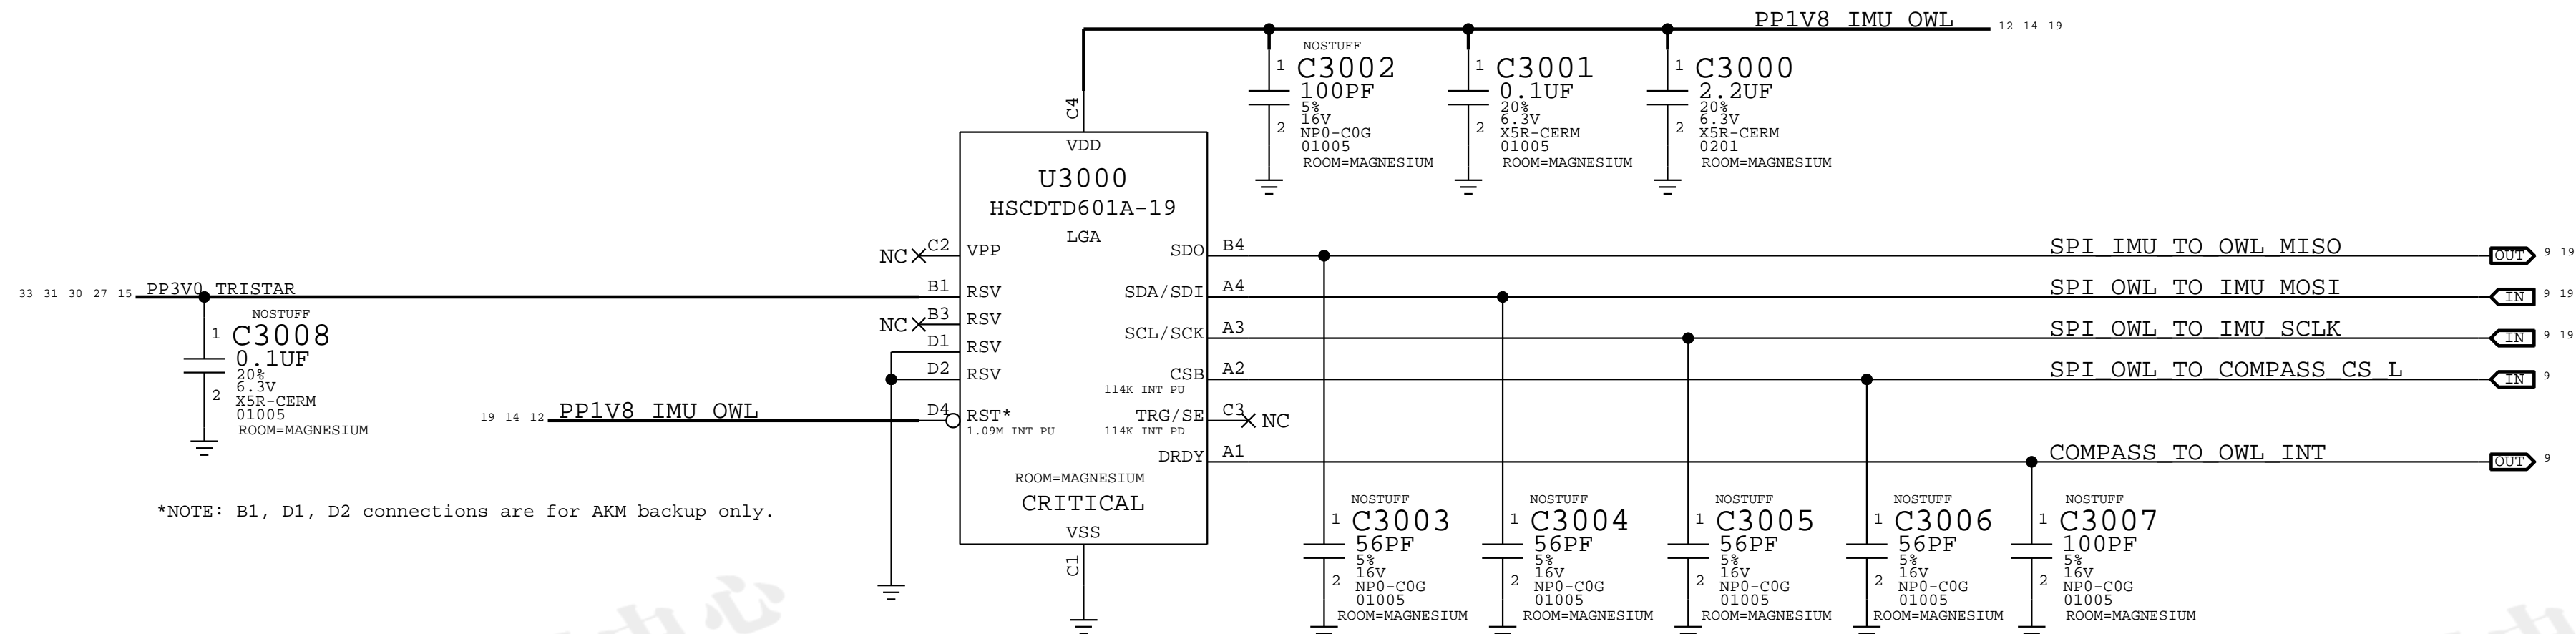 PP1V8_IMU_OWL 12 14 19
NOSTUFF
1 C3002
100PF
5%
16V
2 NP0-C0G
01005
ROOM=MAGNESIUM
1 C3001
0.1UF
20%
6.3V
2 X5R-CERM
01005
ROOM=MAGNESIUM
1 C3000
2.2UF
20%
6.3V
2 X5R-CERM
0201
ROOM=MAGNESIUM
C4
VDD
U3000
HSCDTD601A-19
LGA
NC C2 VPP
33 31 30 27 15 PP3V0_TRISTAR B1 RSV
NC B3 RSV
D1 RSV
D2 RSV
19 14 12 PP1V8_IMU_OWL D4 RST*
1.09M INT PU
NOSTUFF
1 C3008
0.1UF
20%
6.3V
2 X5R-CERM
01005
ROOM=MAGNESIUM
SDO B4 SPI_IMU_TO_OWL_MISO OUT 9 19
SDA/SDI A4 SPI_OWL_TO_IMU_MOSI IN 9 19
SCL/SCK A3 SPI_OWL_TO_IMU_SCLK IN 9 19
CSB A2 SPI_OWL_TO_COMPASS_CS_L IN 9
114K INT PU
TRG/SE C3 NC
114K INT PD
DRDY A1 COMPASS_TO_OWL_INT OUT 9
ROOM=MAGNESIUM
CRITICAL
VSS
C1
*NOTE: B1, D1, D2 connections are for AKM backup only.
NOSTUFF
1 C3003
56PF
5%
16V
2 NP0-C0G
01005
ROOM=MAGNESIUM
NOSTUFF
1 C3004
56PF
5%
16V
2 NP0-C0G
01005
ROOM=MAGNESIUM
NOSTUFF
1 C3005
56PF
5%
16V
2 NP0-C0G
01005
ROOM=MAGNESIUM
NOSTUFF
1 C3006
56PF
5%
16V
2 NP0-C0G
01005
ROOM=MAGNESIUM
NOSTUFF
1 C3007
100PF
5%
16V
2 NP0-C0G
01005
ROOM=MAGNESIUM
心